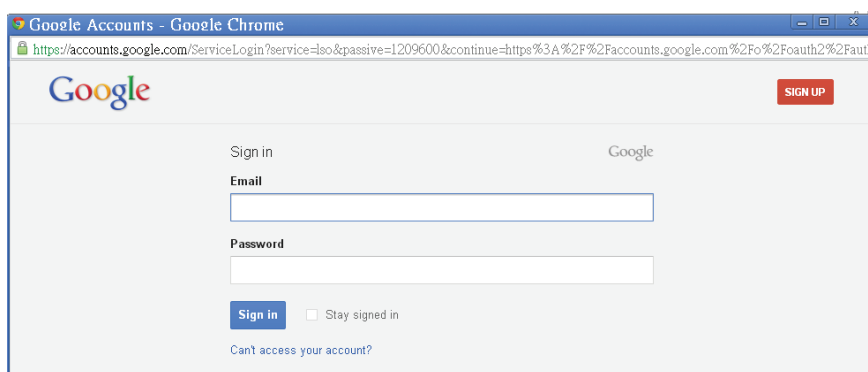 Google Accounts - Google Chrome
https://accounts.google.com/ServiceLogin?service=lso&passive=1209600&continue=https%3A%2F%2Faccounts.google.com%2Fo%2Foauth2%2Faut
Google
SIGN UP
Sign in
Google
Email
Password
Sign in
Stay signed in
Can't access your account?